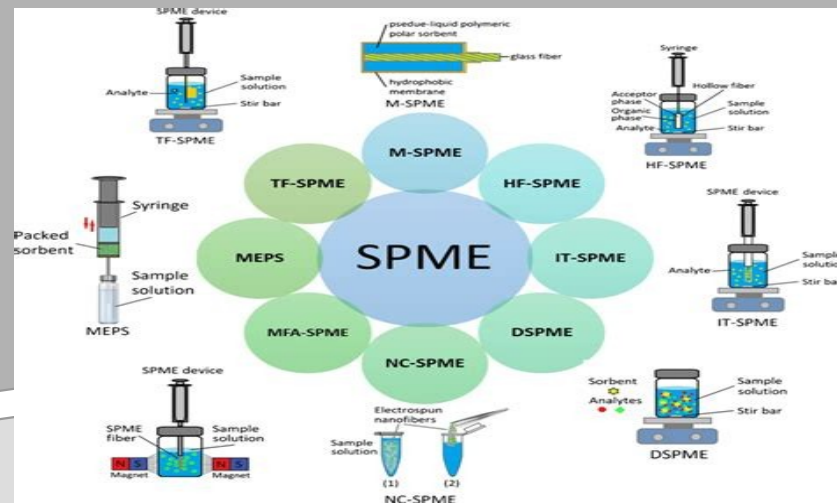 SPME device
Analyte
Sample
solution
Stir bar
TF-SPME
psedue-liquid polymeric
polar sorbent
glass fiber
hydrophobic
membrane
M-SPME
Syringe
Hollow fiber
Acceptor
phase
Organic
phase
Analyte
Sample
solution
Stir bar
HF-SPME
M-SPME
TF-SPME
HF-SPME
MEPS
SPME
IT-SPME
MFA-SPME
DSPME
NC-SPME
Syringe
Packed
sorbent
Sample
solution
MEPS
SPME device
Analyte
Sample
solution
Stir bar
IT-SPME
SPME device
SPME
fiber
Sample
solution
N S
Magnet
N S
Magnet
Electrospun
nanofibers
Sample
solution
(1)
(2)
NC-SPME
Sorbent
Analytes
Sample
solution
Stir bar
DSPME